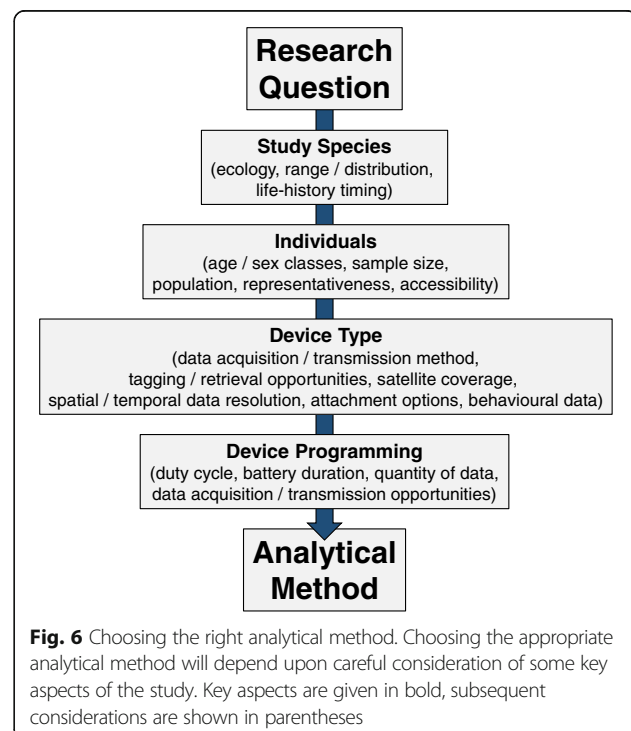 Research
Question
Study Species
(ecology, range / distribution,
life-history timing)
Individuals
(age / sex classes, sample size,
population, representativeness, accessibility)
Device Type
(data acquisition / transmission method,
tagging / retrieval opportunities, satellite coverage,
spatial / temporal data resolution, attachment options, behavioural data)
Device Programming
(duty cycle, battery duration, quantity of data,
data acquisition / transmission opportunities)
Analytical
Method
Fig. 6 Choosing the right analytical method. Choosing the appropriate
analytical method will depend upon careful consideration of some key
aspects of the study. Key aspects are given in bold, subsequent
considerations are shown in parentheses